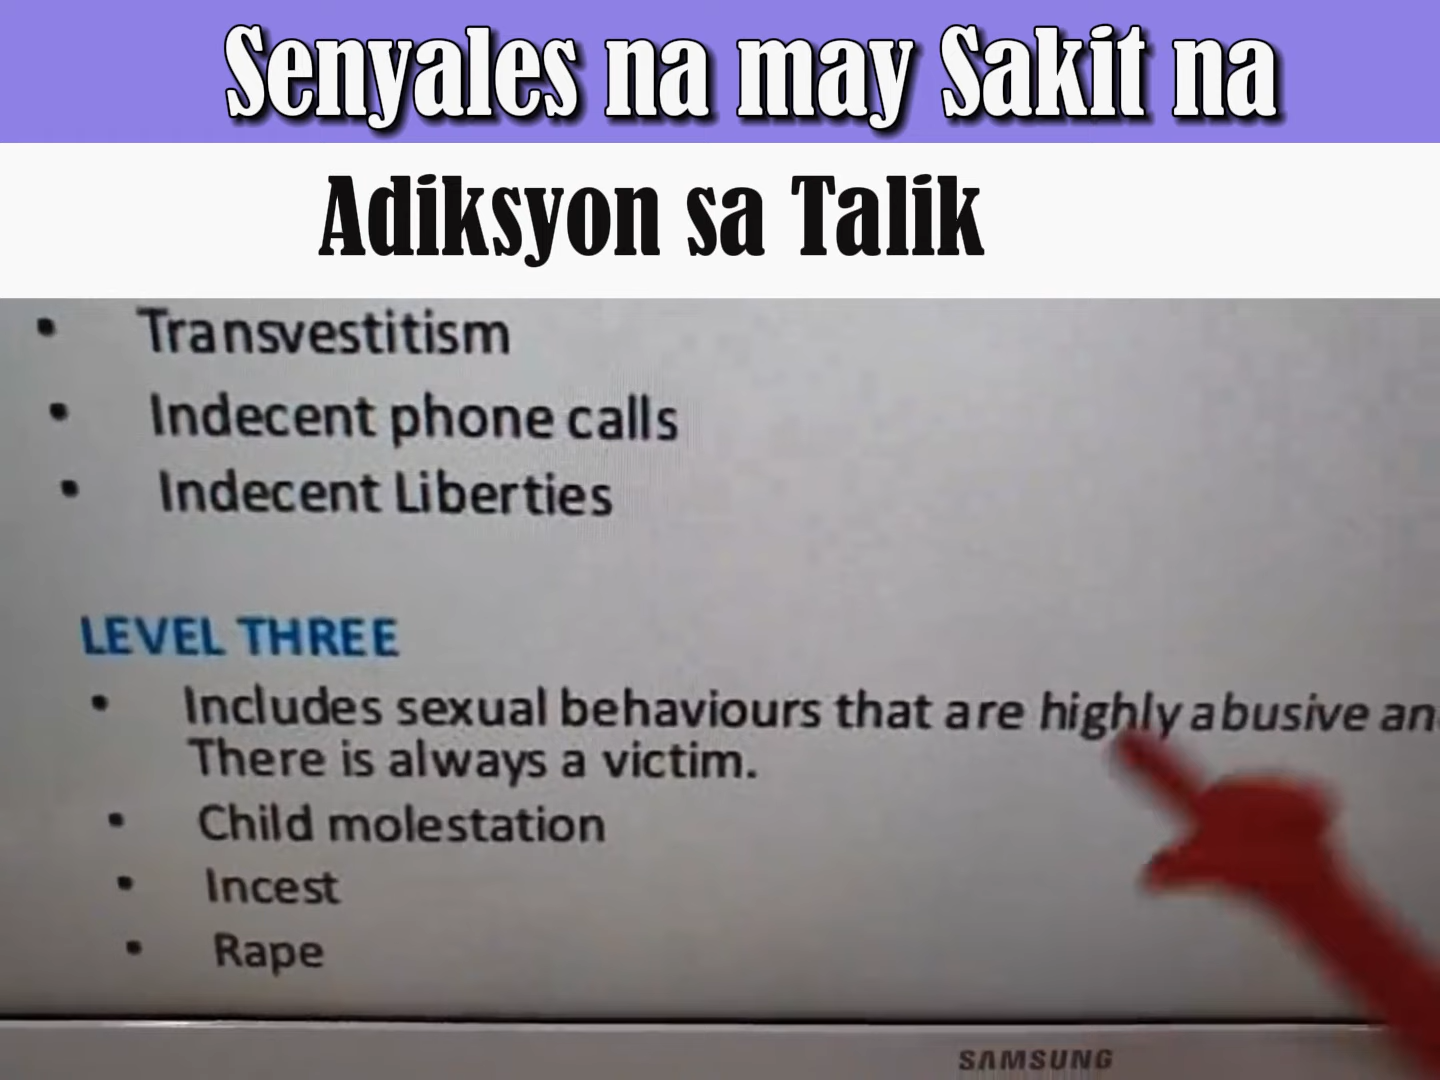 Senyales na may Sakit na
Adiksyon sa Talik
• Transvestitism
• Indecent phone calls
• Indecent Liberties
LEVEL THREE
• Includes sexual behaviours that are highly abusive
There is always a victim.
• Child molestation
• Incest
• Rape
SAMSUNG